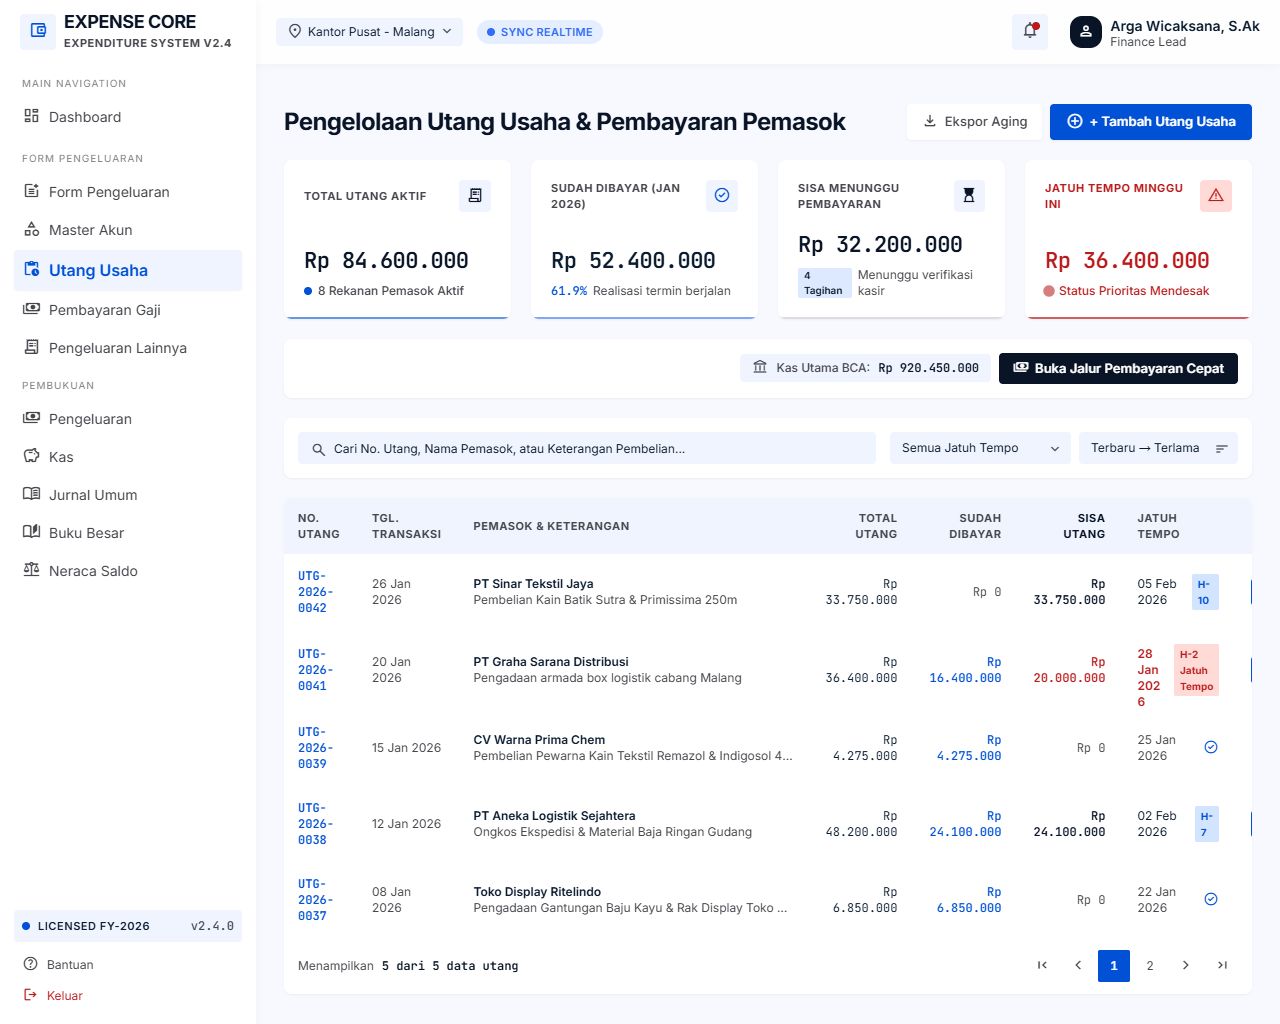 EXPENSE CORE
EXPENDITURE SYSTEM V2.4
MAIN NAVIGATION
Dashboard
FORM PENGELUARAN
Form Pengeluaran
Master Akun
Utang Usaha
Pembayaran Gaji
Pengeluaran Lainnya
PEMBUKUAN
Pengeluaran
Kas
Jurnal Umum
Buku Besar
Neraca Saldo
LICENSED FY-2026 v2.4.0
Bantuan
Keluar
Kantor Pusat - Malang
SYNC REALTIME
Arga Wicaksana, S.Ak
Finance Lead
Pengelolaan Utang Usaha & Pembayaran Pemasok
Ekspor Aging
+ Tambah Utang Usaha
TOTAL UTANG AKTIF
Rp 84.600.000
8 Rekanan Pemasok Aktif
SUDAH DIBAYAR (JAN
2026)
Rp 52.400.000
61.9% Realisasi termin berjalan
SISA MENUNGGU
PEMBAYARAN
Rp 32.200.000
4
Tagihan
Menunggu verifikasi
kasir
JATUH TEMPO MINGGU
INI
Rp 36.400.000
Status Prioritas Mendesak
Kas Utama BCA: Rp 920.450.000
Buka Jalur Pembayaran Cepat
Cari No. Utang, Nama Pemasok, atau Keterangan Pembelian...
Semua Jatuh Tempo
Terbaru → Terlama
NO.
UTANG
TGL.
TRANSAKSI
PEMASOK & KETERANGAN
TOTAL
UTANG
SUDAH
DIBAYAR
SISA
UTANG
JATUH
TEMPO
UTG-
2026-
0042
26 Jan
2026
PT Sinar Tekstil Jaya
Pembelian Kain Batik Sutra & Primissima 250m
Rp
33.750.000
Rp 0
Rp
33.750.000
05 Feb
2026
H-
10
UTG-
2026-
0041
20 Jan
2026
PT Graha Sarana Distribusi
Pengadaan armada box logistik cabang Malang
Rp
36.400.000
Rp
16.400.000
Rp
20.000.000
28
Jan
202
6
H-2
Jatuh
Tempo
UTG-
2026-
0039
15 Jan 2026
CV Warna Prima Chem
Pembelian Pewarna Kain Tekstil Remazol & Indigosol 4...
Rp
4.275.000
Rp
4.275.000
Rp 0
25 Jan
2026
UTG-
2026-
0038
12 Jan 2026
PT Aneka Logistik Sejahtera
Ongkos Ekspedisi & Material Baja Ringan Gudang
Rp
48.200.000
Rp
24.100.000
Rp
24.100.000
02 Feb
2026
H-
7
UTG-
2026-
0037
08 Jan
2026
Toko Display Ritelindo
Pengadaan Gantungan Baju Kayu & Rak Display Toko ...
Rp
6.850.000
Rp
6.850.000
Rp 0
22 Jan
2026
Menampilkan 5 dari 5 data utang
1 2